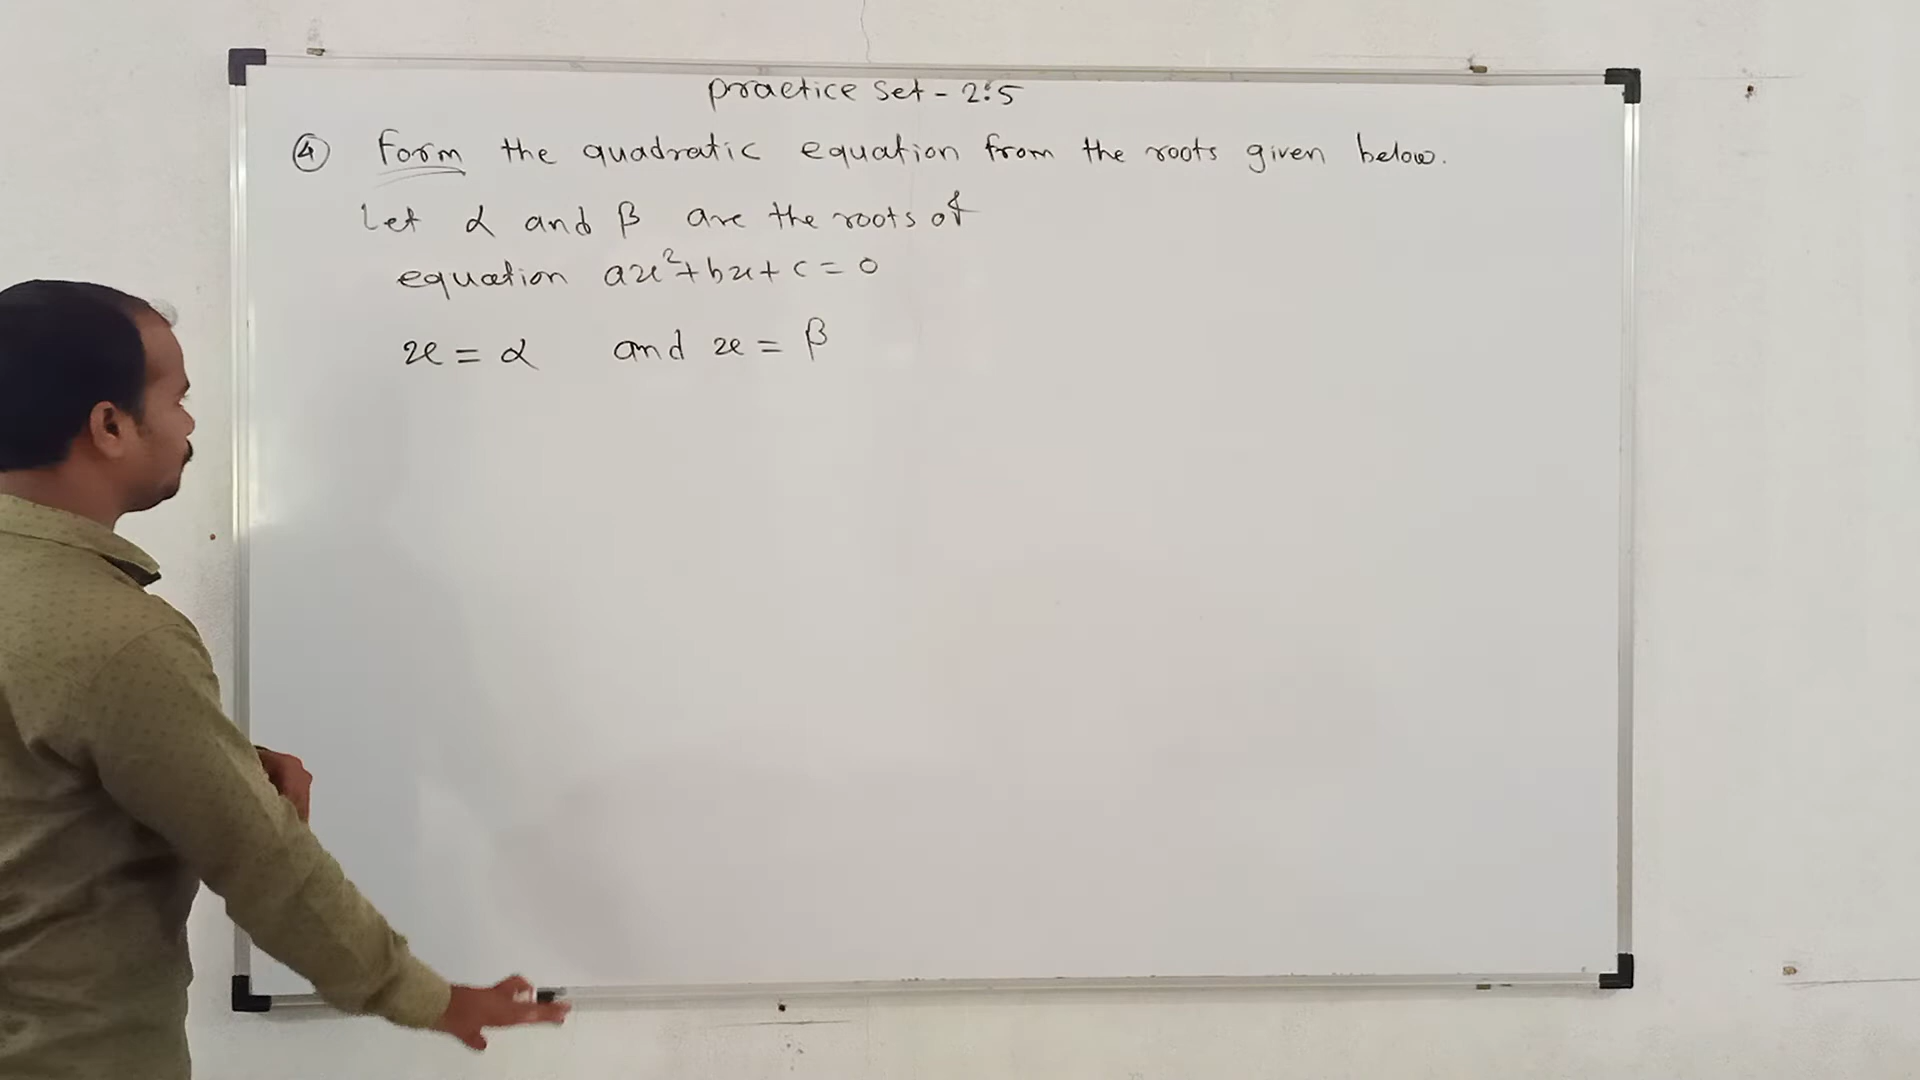 Practice Set - 2.5
④ Form the quadratic equation from the roots given below.
Let α and β are the roots of
equation ax²+bx+c=0
x = α and x = β